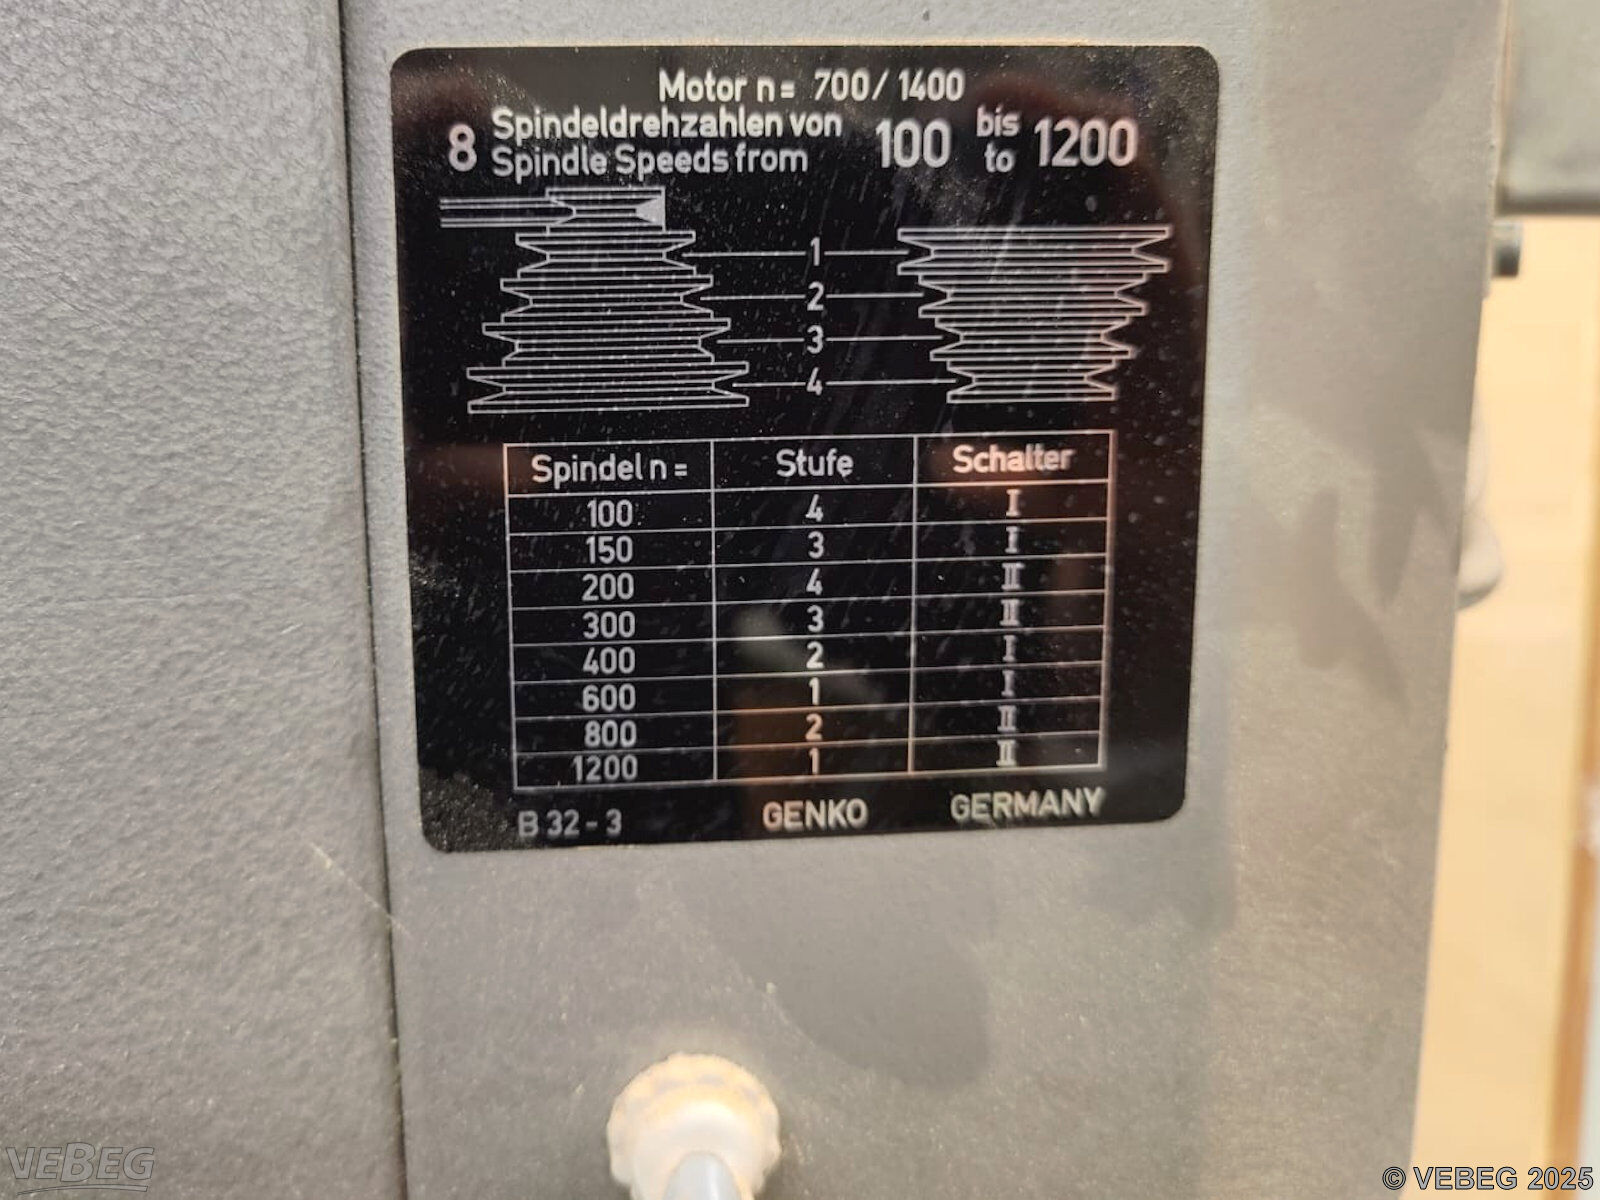 Motor n= 700/1400
8 Spindeldrehzahlen von 100 bis 1200
Spindle Speeds from to
1
2
3
4
Spindel n = Stufe Schalter
100 4 I
150 3 I
200 4 II
300 3 II
400 2 I
600 1 I
800 2 II
1200 1 II
B 32-3 GENKO GERMANY
VEBEG
© VEBEG 2025